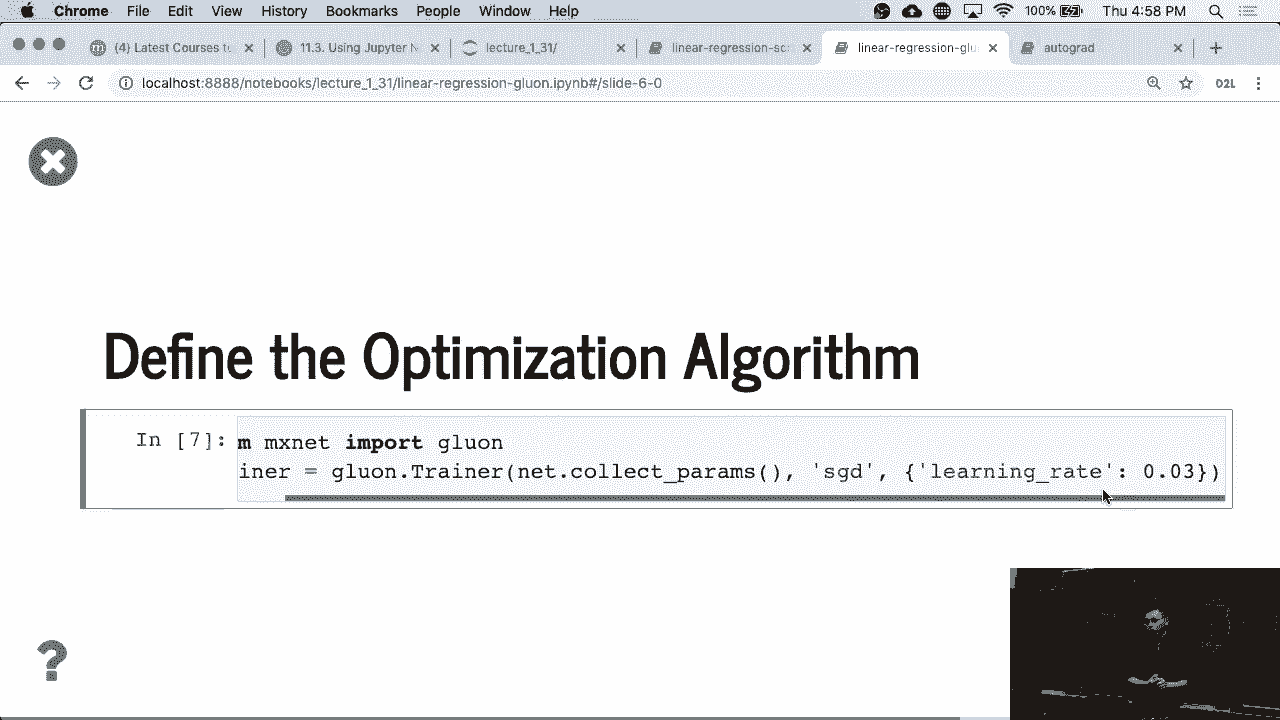 Chrome File Edit View History Bookmarks People Window Help 100% Thu 4:58 PM
(4) Latest Courses t 11.3. Using Jupyter N lecture_1_31/ linear-regression-scr linear-regression-glu autograd
localhost:8888/notebooks/lecture_1_31/linear-regression-gluon.ipynb#/slide-6-0 D2L
Define the Optimization Algorithm
In [7]: m mxnet import gluon
iner = gluon.Trainer(net.collect_params(), 'sgd', {'learning_rate': 0.03})
?